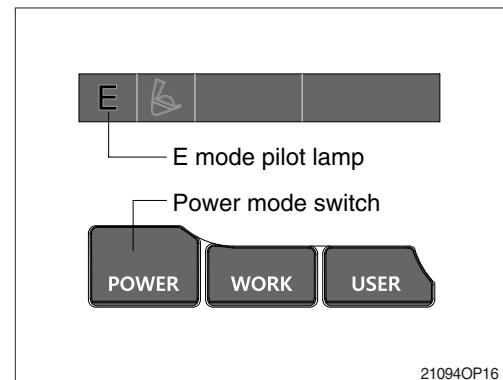 E
E mode pilot lamp
Power mode switch
POWER WORK USER
21094OP16